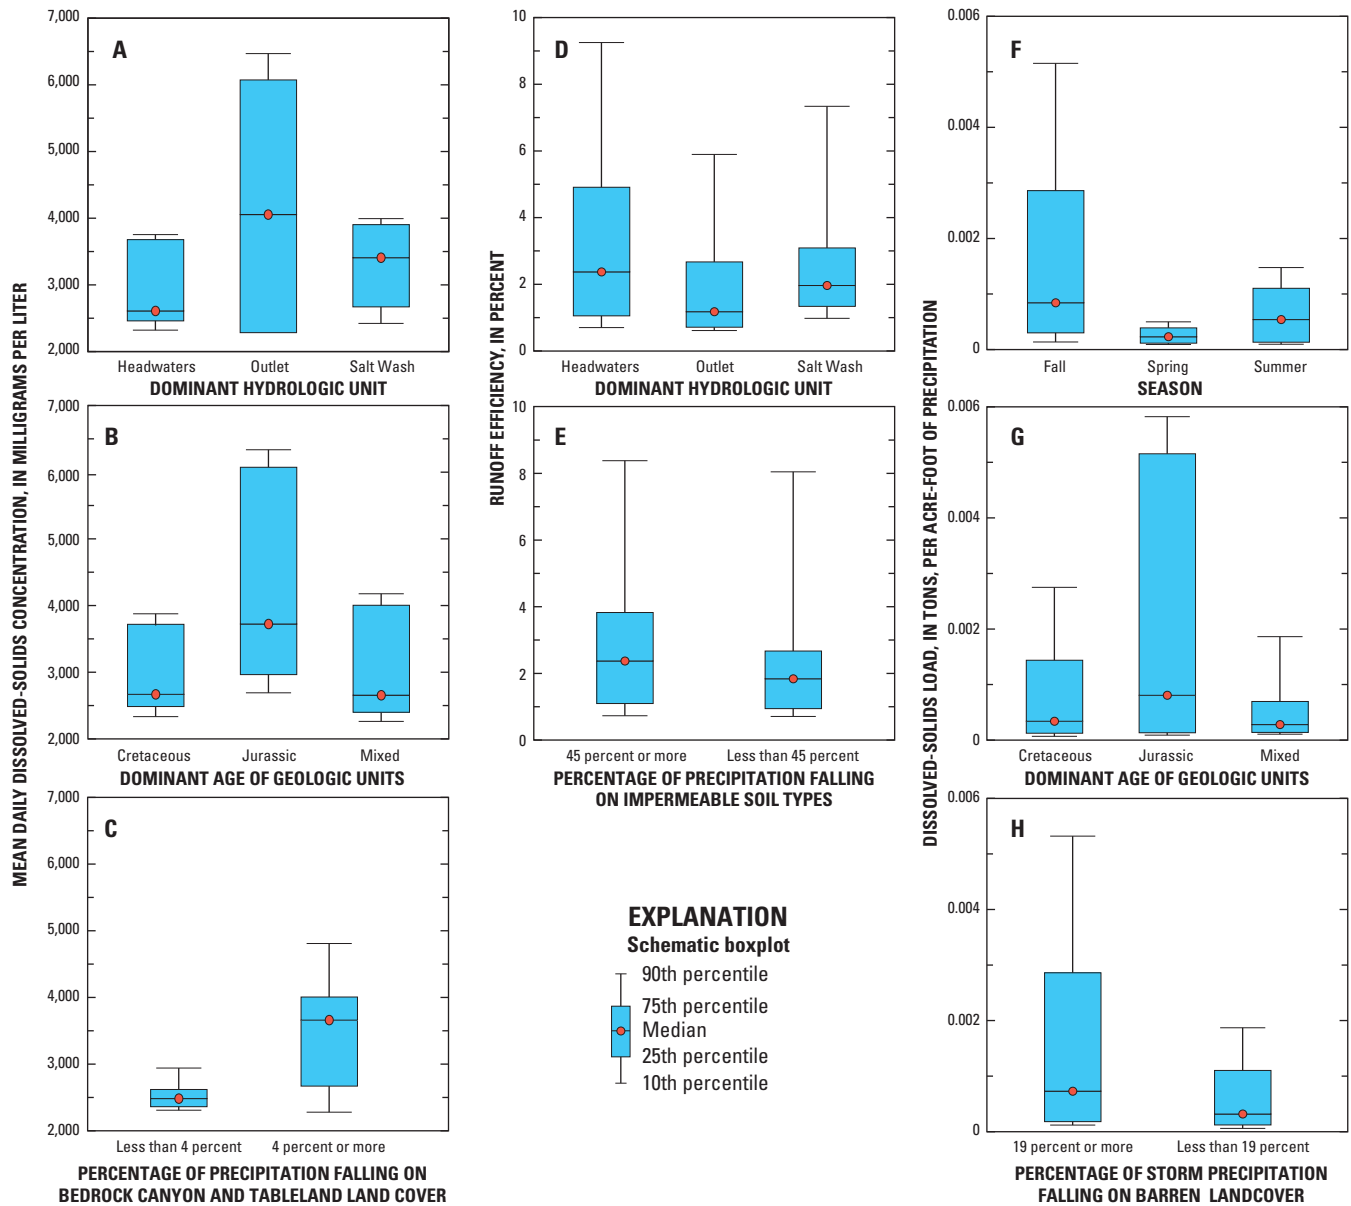 MEAN DAILY DISSOLVED-SOLIDS CONCENTRATION, IN MILLIGRAMS PER LITER
A
7,000
6,000
5,000
4,000
3,000
2,000
Headwaters Outlet Salt Wash
DOMINANT HYDROLOGIC UNIT
B
7,000
6,000
5,000
4,000
3,000
2,000
Cretaceous Jurassic Mixed
DOMINANT AGE OF GEOLOGIC UNITS
C
7,000
6,000
5,000
4,000
3,000
2,000
Less than 4 percent 4 percent or more
PERCENTAGE OF PRECIPITATION FALLING ON
BEDROCK CANYON AND TABLELAND LAND COVER
RUNOFF EFFICIENCY, IN PERCENT
D
10
8
6
4
2
0
Headwaters Outlet Salt Wash
DOMINANT HYDROLOGIC UNIT
E
10
8
6
4
2
0
45 percent or more Less than 45 percent
PERCENTAGE OF PRECIPITATION FALLING
ON IMPERMEABLE SOIL TYPES
EXPLANATION
Schematic boxplot
90th percentile
75th percentile
Median
25th percentile
10th percentile
DISSOLVED-SOLIDS LOAD, IN TONS, PER ACRE-FOOT OF PRECIPITATION
F
0.006
0.004
0.002
0
Fall Spring Summer
SEASON
G
0.006
0.004
0.002
0
Cretaceous Jurassic Mixed
DOMINANT AGE OF GEOLOGIC UNITS
H
0.006
0.004
0.002
0
19 percent or more Less than 19 percent
PERCENTAGE OF STORM PRECIPITATION
FALLING ON BARREN LANDCOVER